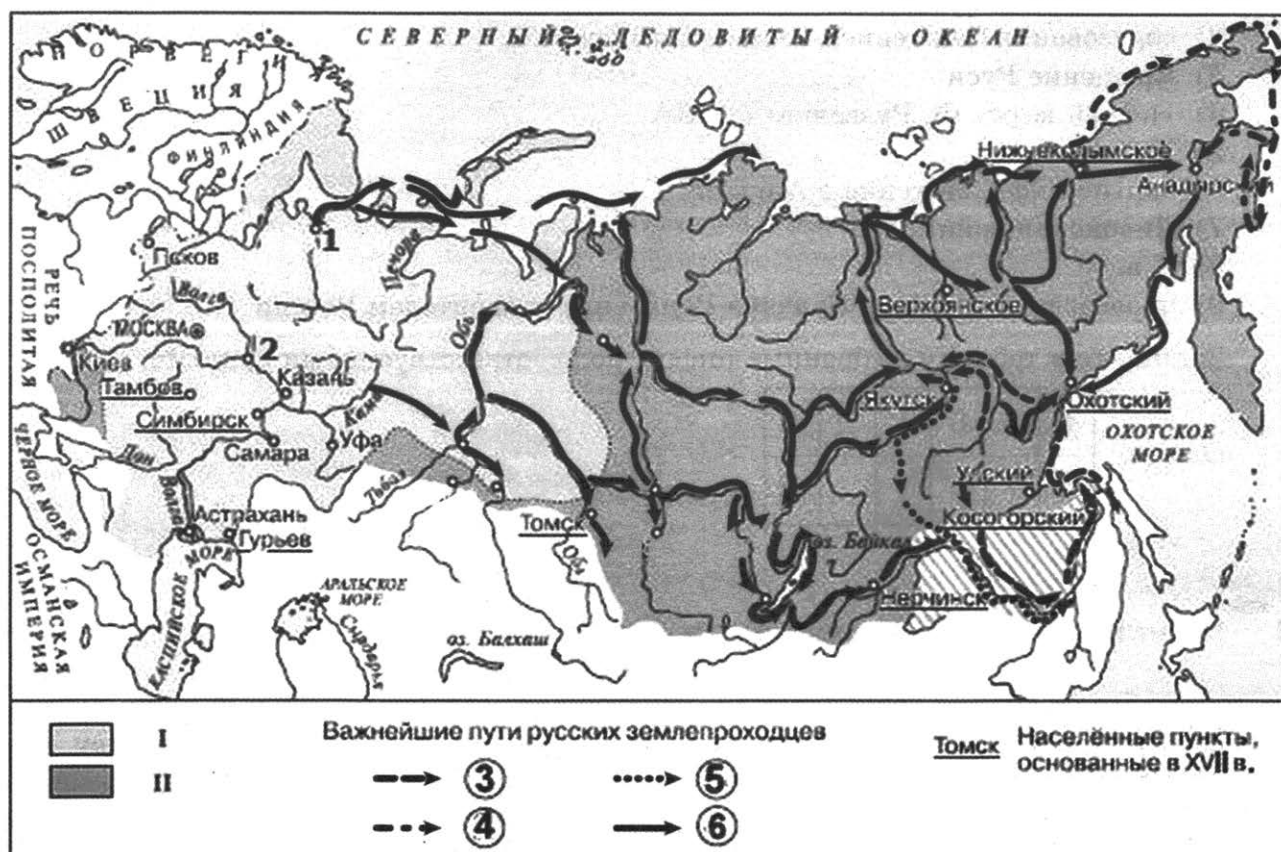 СЕВЕРНЫЙ ЛЕДОВИТЫЙ ОКЕАН
НОРВЕГИЯ
ШВЕЦИЯ
ФИНЛЯНДИЯ
Нижнеколымское
Анадырский
1
Печора
Псков
РЕЧЬ ПОСПОЛИТАЯ
Волга
Обь
Верхоянское
МОСКВА
2
Киев
Казань
Тамбов
Кама
Якутск
Охотский
Симбирск
Уфа
ОХОТСКОЕ МОРЕ
Самара
Дон
ЧЁРНОЕ МОРЕ
Тобол
Удский
Волга
Томск
Косогорский
Астрахань
оз. Байкал
Гурьев
Обь
ОСМАНСКАЯ ИМПЕРИЯ
АРАЛЬСКОЕ МОРЕ
Нерчинск
КАСПИЙСКОЕ МОРЕ
Сырдарья
оз. Балхаш
I
II
Важнейшие пути русских землепроходцев
3
4
5
6
Томск Населённые пункты,
основанные в XVII в.